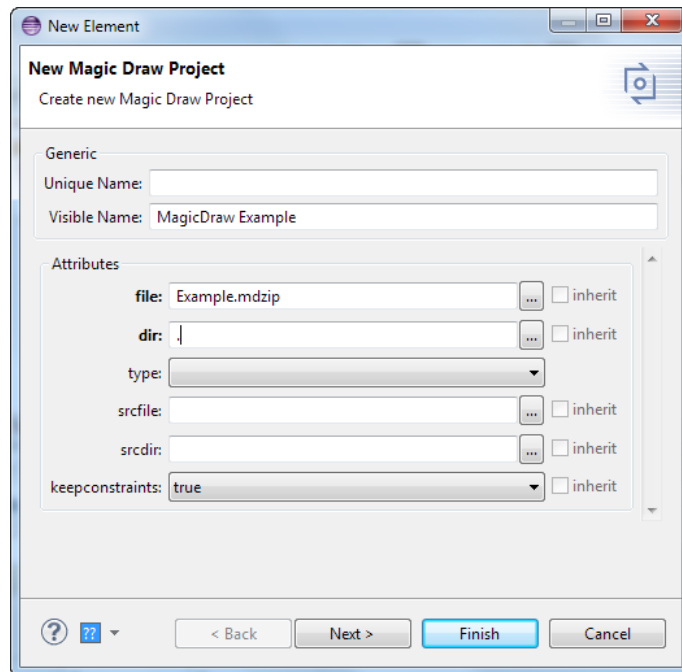 New Element
New Magic Draw Project
Create new Magic Draw Project
Generic
Unique Name:
Visible Name: MagicDraw Example
Attributes
file: Example.mdzip ... inherit
dir: . ... inherit
type:
srcfile: ... inherit
srcdir: ... inherit
keepconstraints: true inherit
? ?? < Back Next > Finish Cancel